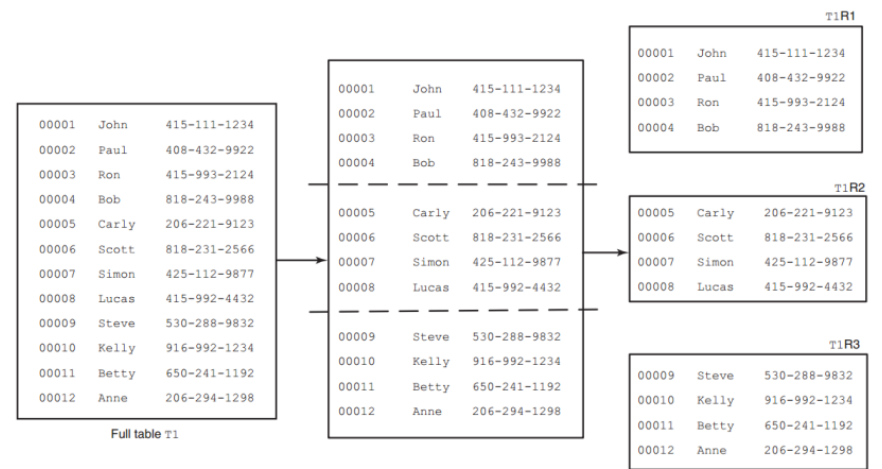 00001 John 415-111-1234
00002 Paul 408-432-9922
00003 Ron 415-993-2124
00004 Bob 818-243-9988
00005 Carly 206-221-9123
00006 Scott 818-231-2566
00007 Simon 425-112-9877
00008 Lucas 415-992-4432
00009 Steve 530-288-9832
00010 Kelly 916-992-1234
00011 Betty 650-241-1192
00012 Anne 206-294-1298
Full table T1
00001 John 415-111-1234
00002 Paul 408-432-9922
00003 Ron 415-993-2124
00004 Bob 818-243-9988
00005 Carly 206-221-9123
00006 Scott 818-231-2566
00007 Simon 425-112-9877
00008 Lucas 415-992-4432
00009 Steve 530-288-9832
00010 Kelly 916-992-1234
00011 Betty 650-241-1192
00012 Anne 206-294-1298
T1R1
00001 John 415-111-1234
00002 Paul 408-432-9922
00003 Ron 415-993-2124
00004 Bob 818-243-9988
T1R2
00005 Carly 206-221-9123
00006 Scott 818-231-2566
00007 Simon 425-112-9877
00008 Lucas 415-992-4432
T1R3
00009 Steve 530-288-9832
00010 Kelly 916-992-1234
00011 Betty 650-241-1192
00012 Anne 206-294-1298